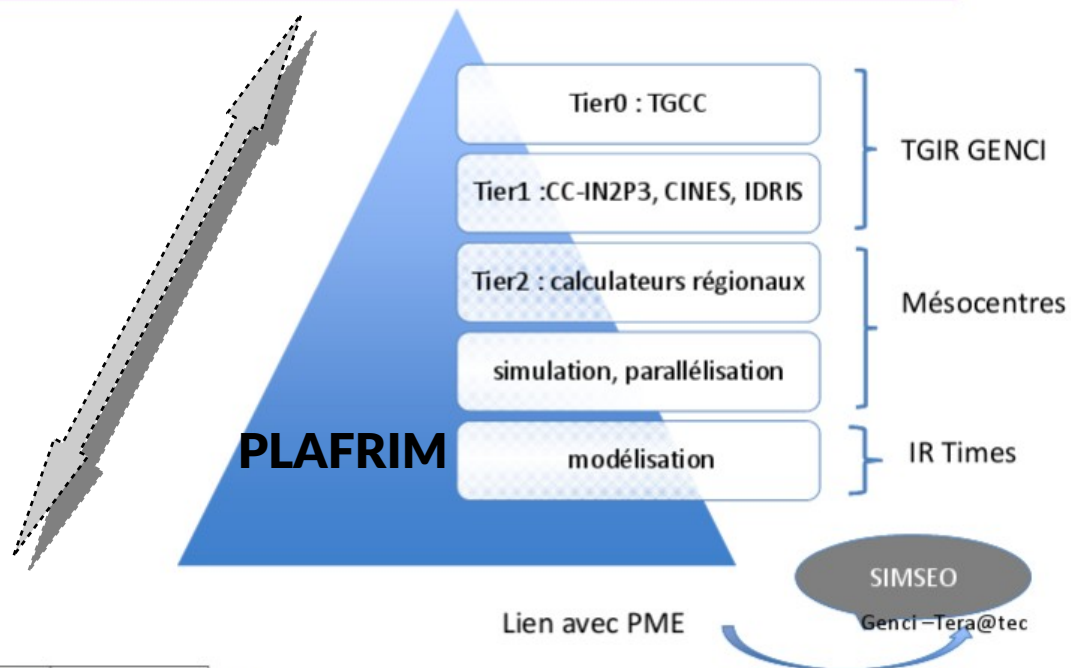 Tier0 : TGCC
TGIR GENCI
Tier1 :CC-IN2P3, CINES, IDRIS
Tier2 : calculateurs régionaux
Mésocentres
simulation, parallélisation
PLAFRIM
modélisation
IR Times
SIMSEO
Lien avec PME
Genci –Tera@tec